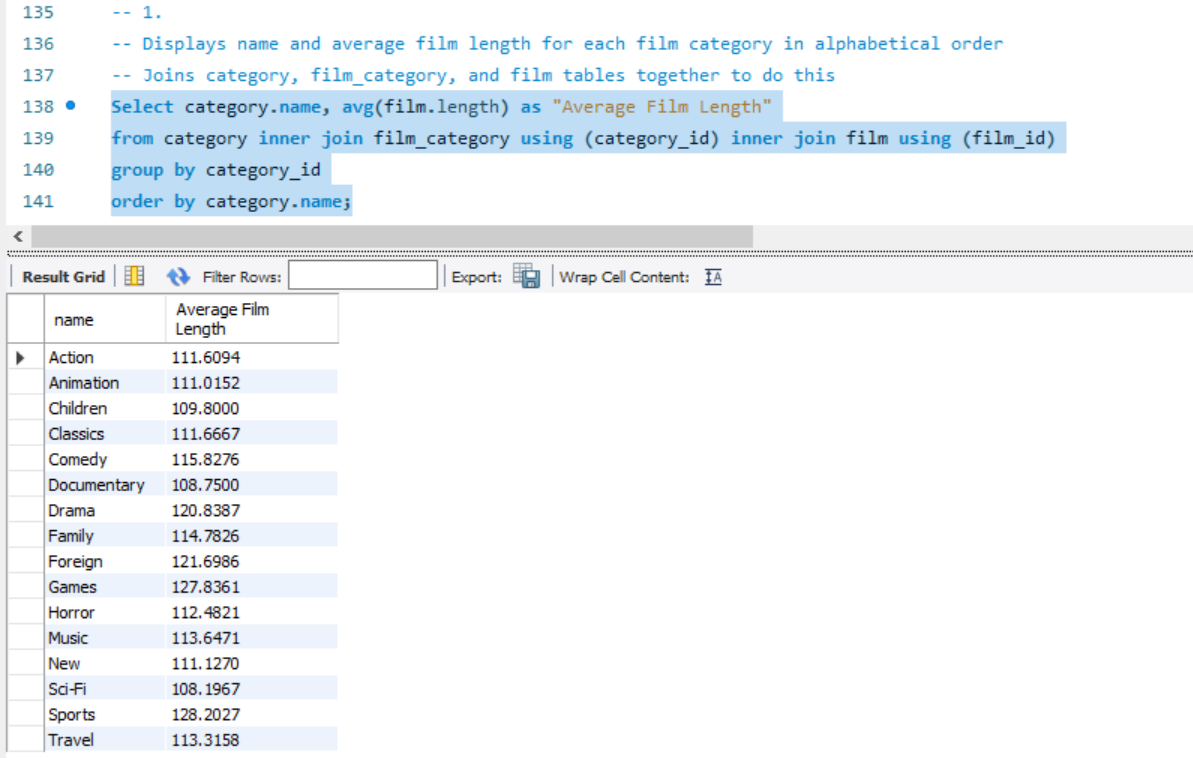 135 -- 1.
136 -- Displays name and average film length for each film category in alphabetical order
137 -- Joins category, film_category, and film tables together to do this
138 Select category.name, avg(film.length) as "Average Film Length"
139 from category inner join film_category using (category_id) inner join film using (film_id)
140 group by category_id
141 order by category.name;
Result Grid Filter Rows: Export: Wrap Cell Content: IA
name Average Film
Length
Action 111.6094
Animation 111.0152
Children 109.8000
Classics 111.6667
Comedy 115.8276
Documentary 108.7500
Drama 120.8387
Family 114.7826
Foreign 121.6986
Games 127.8361
Horror 112.4821
Music 113.6471
New 111.1270
Sci-Fi 108.1967
Sports 128.2027
Travel 113.3158